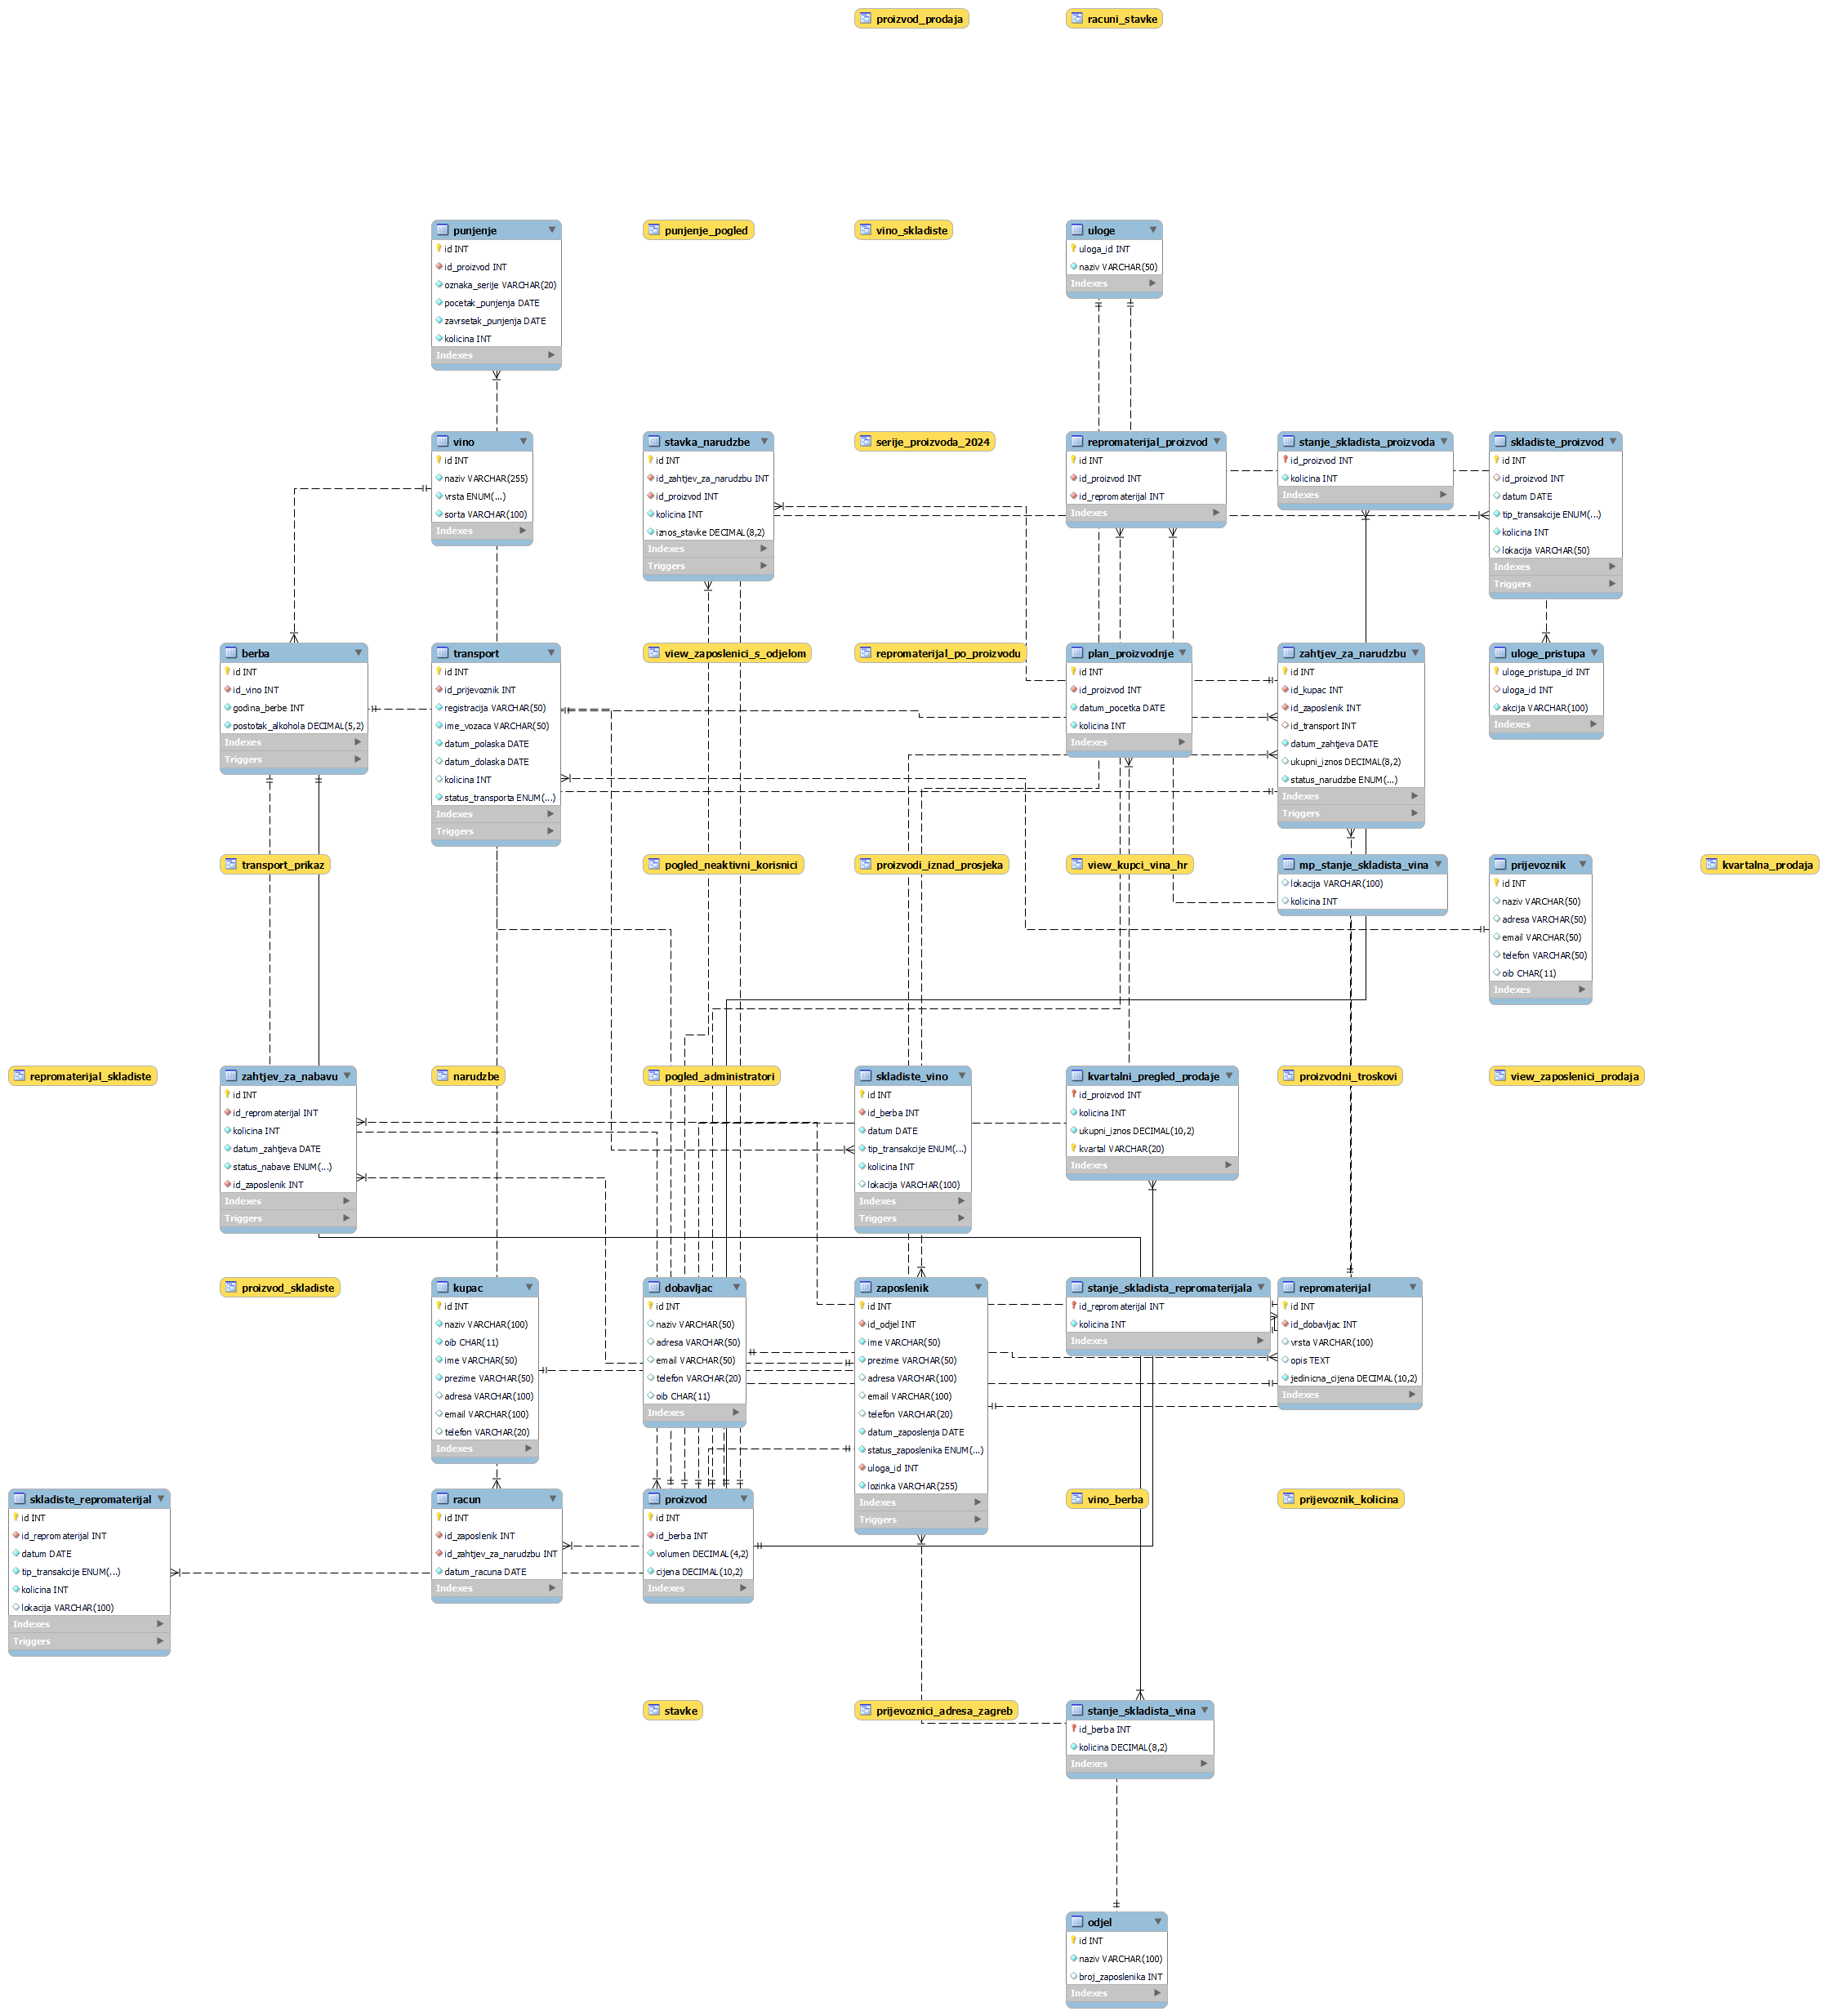 proizvod_prodaja
racuni_stavke
punjenje
id INT
id_proizvod INT
oznaka_serije VARCHAR(20)
pocetak_punjenja DATE
zavrsetak_punjenja DATE
kolicina INT
Indexes
punjenje_pogled
vino_skladiste
uloge
uloga_id INT
naziv VARCHAR(50)
Indexes
vino
id INT
naziv VARCHAR(255)
vrsta ENUM(...)
sorta VARCHAR(100)
Indexes
stavka_narudzbe
id INT
id_zahtjev_za_narudzbu INT
id_proizvod INT
kolicina INT
iznos_stavke DECIMAL(8,2)
Indexes
Triggers
serije_proizvoda_2024
repromaterijal_proizvod
id INT
id_proizvod INT
id_repromaterijal INT
Indexes
stanje_skladista_proizvoda
id_proizvod INT
kolicina INT
Indexes
skladiste_proizvod
id INT
id_proizvod INT
datum DATE
tip_transakcije ENUM(...)
kolicina INT
lokacija VARCHAR(50)
Indexes
Triggers
berba
id INT
id_vino INT
godina_berbe INT
postotak_alkohola DECIMAL(5,2)
Indexes
Triggers
transport
id INT
id_prijevoznik INT
registracija VARCHAR(50)
ime_vozaca VARCHAR(50)
datum_polaska DATE
datum_dolaska DATE
kolicina INT
status_transporta ENUM(...)
Indexes
Triggers
view_zaposlenici_s_odjelom
repromaterijal_po_proizvodu
plan_proizvodnje
id INT
id_proizvod INT
datum_pocetka DATE
kolicina INT
Indexes
zahtjev_za_narudzbu
id INT
id_kupac INT
id_zaposlenik INT
id_transport INT
datum_zahtjeva DATE
ukupni_iznos DECIMAL(8,2)
status_narudzbe ENUM(...)
Indexes
Triggers
uloge_pristupa
uloge_pristupa_id INT
uloga_id INT
akcija VARCHAR(100)
Indexes
transport_prikaz
pogled_neaktivni_korisnici
proizvodi_iznad_prosjeka
view_kupci_vina_hr
mp_stanje_skladista_vina
lokacija VARCHAR(100)
kolicina INT
prijevoznik
id INT
naziv VARCHAR(50)
adresa VARCHAR(50)
email VARCHAR(50)
telefon VARCHAR(50)
oib CHAR(11)
Indexes
kvartalna_prodaja
repromaterijal_skladiste
zahtjev_za_nabavu
id INT
id_repromaterijal INT
kolicina INT
datum_zahtjeva DATE
status_nabave ENUM(...)
id_zaposlenik INT
Indexes
Triggers
narudzbe
pogled_administratori
skladiste_vino
id INT
id_berba INT
datum DATE
tip_transakcije ENUM(...)
kolicina INT
lokacija VARCHAR(100)
Indexes
Triggers
kvartalni_pregled_prodaje
id_proizvod INT
kolicina INT
ukupni_iznos DECIMAL(10,2)
kvartal VARCHAR(20)
Indexes
proizvodni_troskovi
view_zaposlenici_prodaja
proizvod_skladiste
kupac
id INT
naziv VARCHAR(100)
oib CHAR(11)
ime VARCHAR(50)
prezime VARCHAR(50)
adresa VARCHAR(100)
email VARCHAR(100)
telefon VARCHAR(20)
Indexes
dobavljac
id INT
naziv VARCHAR(50)
adresa VARCHAR(50)
email VARCHAR(50)
telefon VARCHAR(20)
oib CHAR(11)
Indexes
zaposlenik
id INT
id_odjel INT
ime VARCHAR(50)
prezime VARCHAR(50)
adresa VARCHAR(100)
email VARCHAR(100)
telefon VARCHAR(20)
datum_zaposlenja DATE
status_zaposlenika ENUM(...)
uloga_id INT
lozinka VARCHAR(255)
Indexes
Triggers
stanje_skladista_repromaterijala
id_repromaterijal INT
kolicina INT
Indexes
repromaterijal
id INT
id_dobavljac INT
vrsta VARCHAR(100)
opis TEXT
jedinicna_cijena DECIMAL(10,2)
Indexes
skladiste_repromaterijal
id INT
id_repromaterijal INT
datum DATE
tip_transakcije ENUM(...)
kolicina INT
lokacija VARCHAR(100)
Indexes
Triggers
racun
id INT
id_zaposlenik INT
id_zahtjev_za_narudzbu INT
datum_racuna DATE
Indexes
proizvod
id INT
id_berba INT
volumen DECIMAL(4,2)
cijena DECIMAL(10,2)
Indexes
vino_berba
prijevoznik_kolicina
stavke
prijevoznici_adresa_zagreb
stanje_skladista_vina
id_berba INT
kolicina DECIMAL(8,2)
Indexes
odjel
id INT
naziv VARCHAR(100)
broj_zaposlenika INT
Indexes